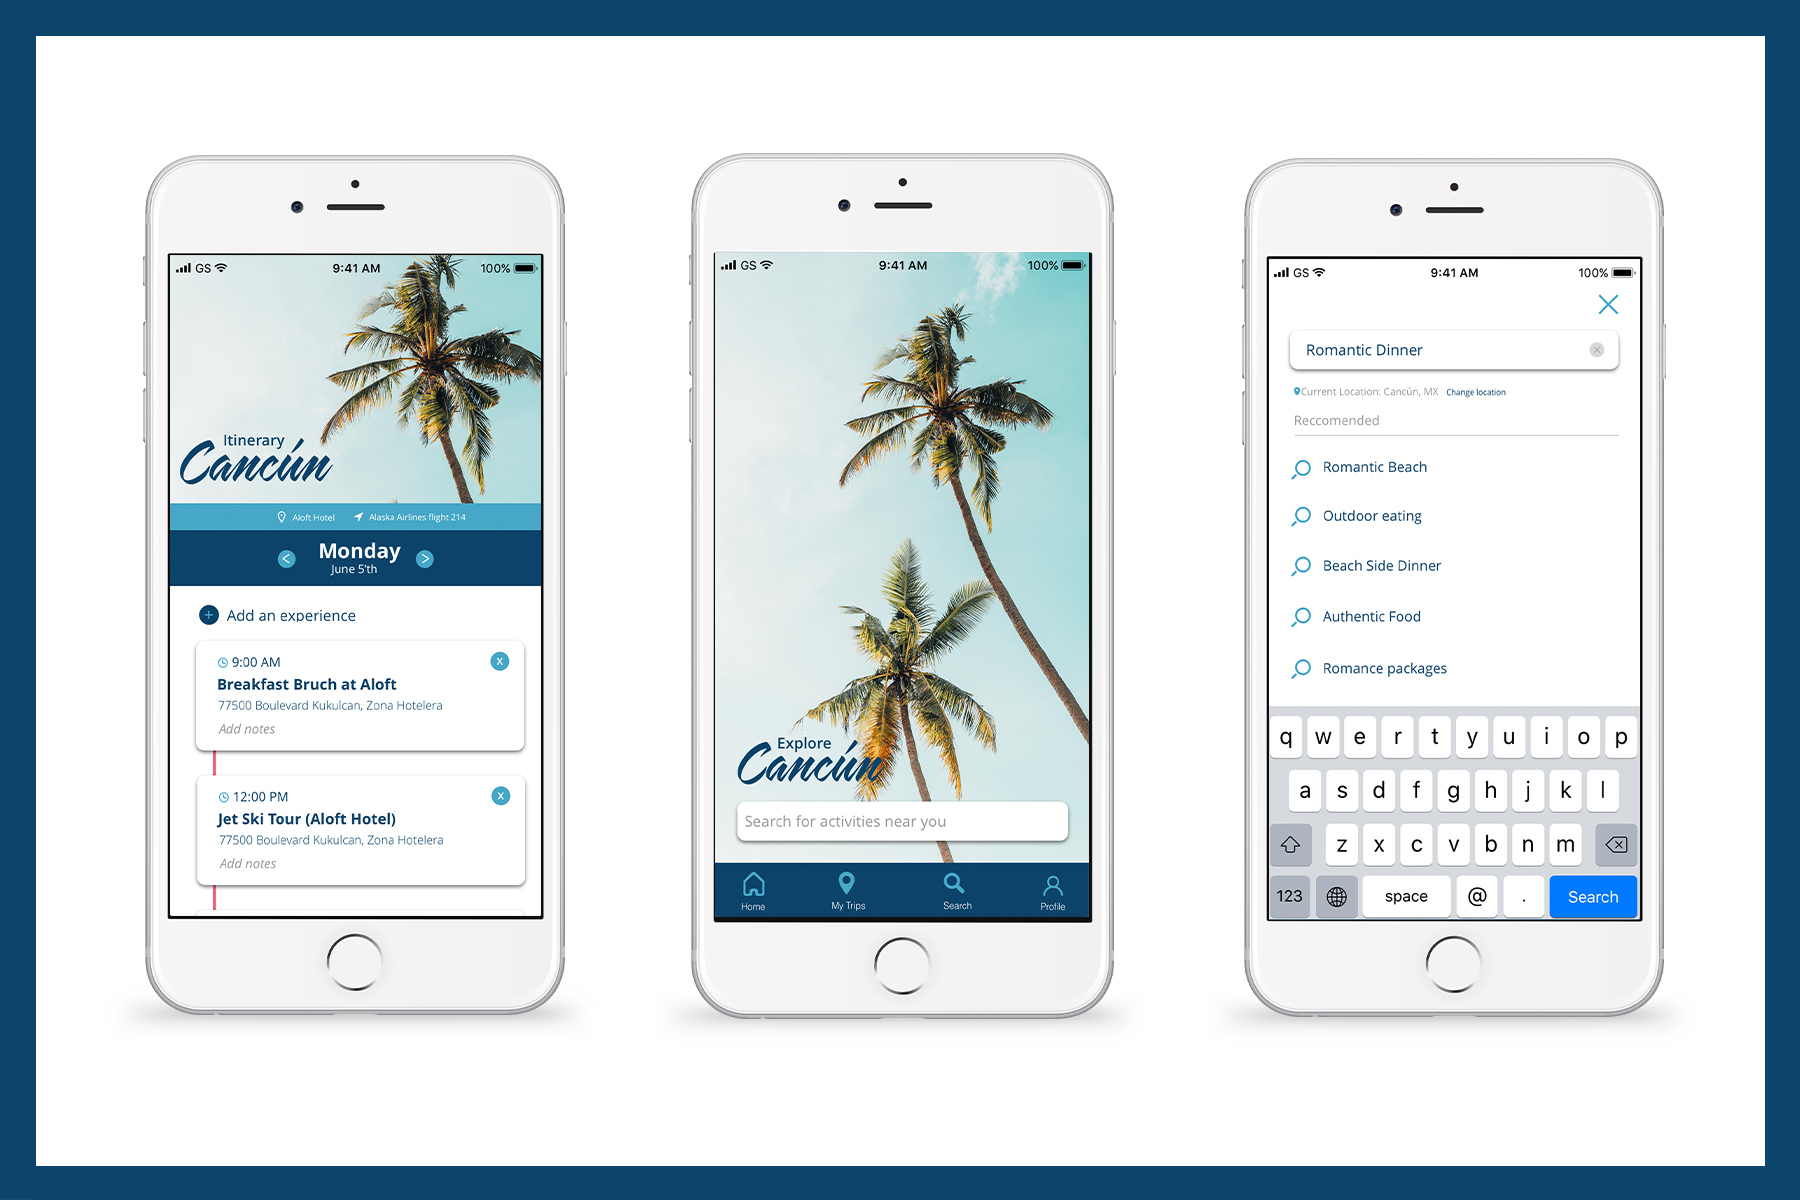 GS 9:41 AM 100%
Itinerary
Cancún
Aloft Hotel Alaska Airlines flight 214
< Monday >
June 5'th
+ Add an experience
9:00 AM x
Breakfast Bruch at Aloft
77500 Boulevard Kukulcan, Zona Hotelera
Add notes
12:00 PM x
Jet Ski Tour (Aloft Hotel)
77500 Boulevard Kukulcan, Zona Hotelera
Add notes
GS 9:41 AM 100%
Explore
Cancún
Search for activities near you
Home My Trips Search Profile
GS 9:41 AM 100%
Romantic Dinner
Current Location: Cancún, MX Change location
Reccomended
Romantic Beach
Outdoor eating
Beach Side Dinner
Authentic Food
Romance packages
q w e r t y u i o p
a s d f g h j k l
z x c v b n m
123 space @ . Search